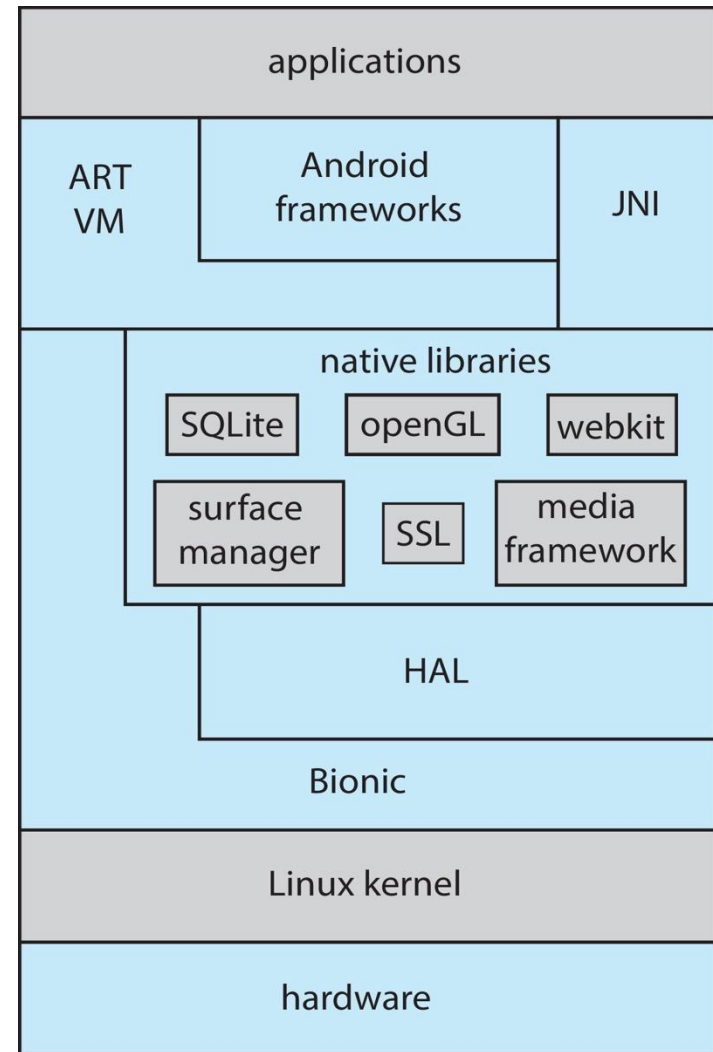 applications
ART
VM
Android
frameworks
JNI
native libraries
SQLite
openGL
webkit
surface
manager
SSL
media
framework
HAL
Bionic
Linux kernel
hardware